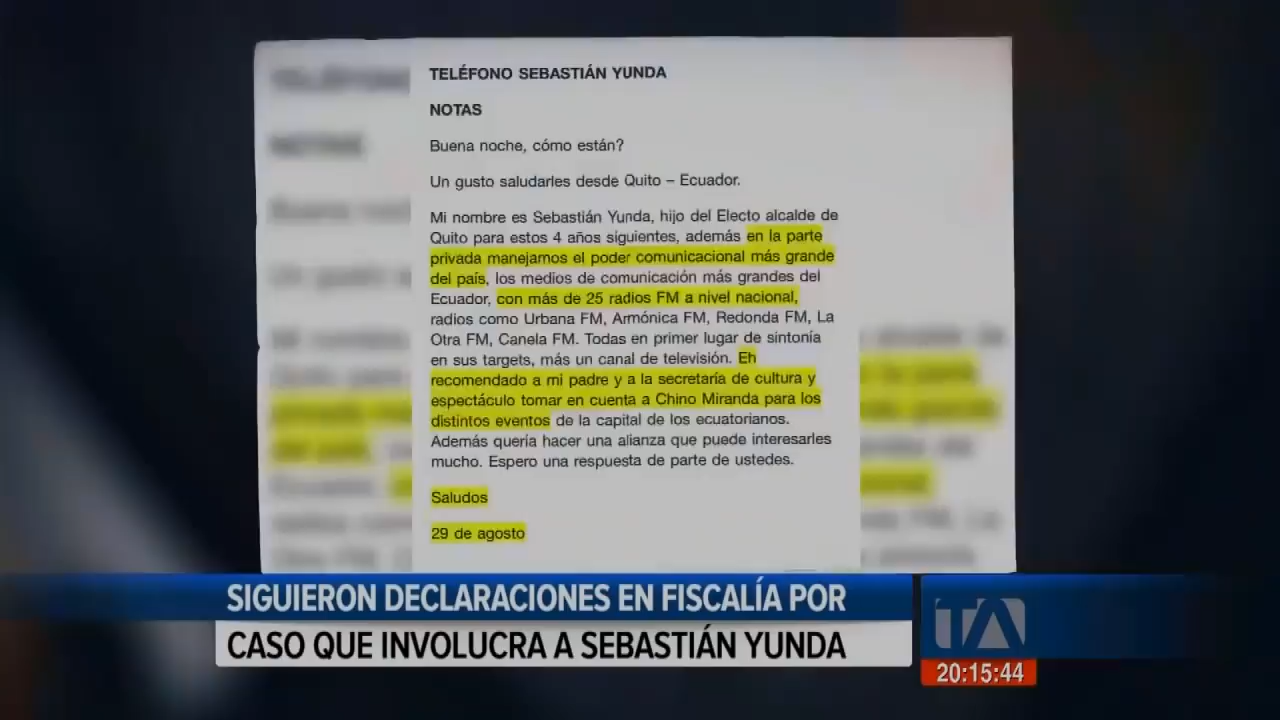 TELÉFONO SEBASTIÁN YUNDA
NOTAS
Buena noche, cómo están?
Un gusto saludarles desde Quito – Ecuador.
Mi nombre es Sebastián Yunda, hijo del Electo alcalde de
Quito para estos 4 años siguientes, además en la parte
privada manejamos el poder comunicacional más grande
del país, los medios de comunicación más grandes del
Ecuador, con más de 25 radios FM a nivel nacional,
radios como Urbana FM, Armónica FM, Redonda FM, La
Otra FM, Canela FM. Todas en primer lugar de sintonía
en sus targets, más un canal de televisión. Eh
recomendado a mi padre y a la secretaría de cultura y
espectáculo tomar en cuenta a Chino Miranda para los
distintos eventos de la capital de los ecuatorianos.
Además quería hacer una alianza que puede interesarles
mucho. Espero una respuesta de parte de ustedes.
Saludos
29 de agosto
SIGUIERON DECLARACIONES EN FISCALÍA POR
CASO QUE INVOLUCRA A SEBASTIÁN YUNDA
TA
20:15:44